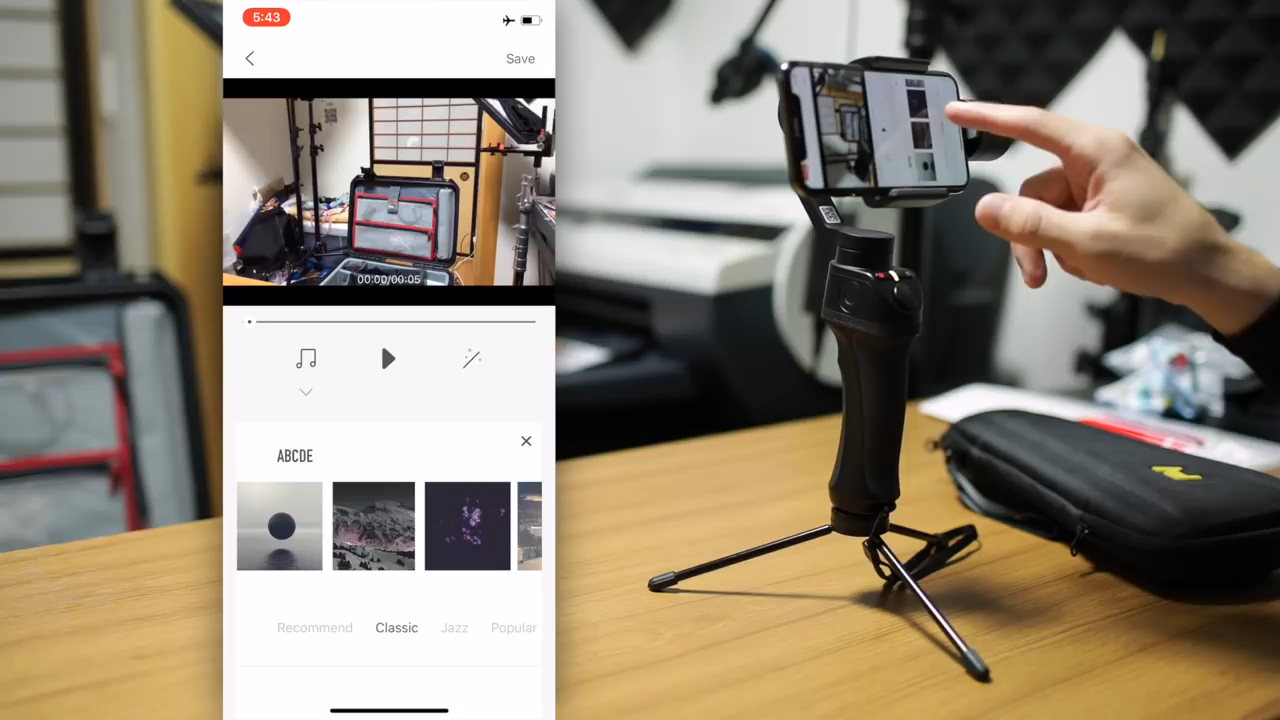 5:43
Save
00:00/00:05
ABCDE
Recommend
Classic
Jazz
Popular